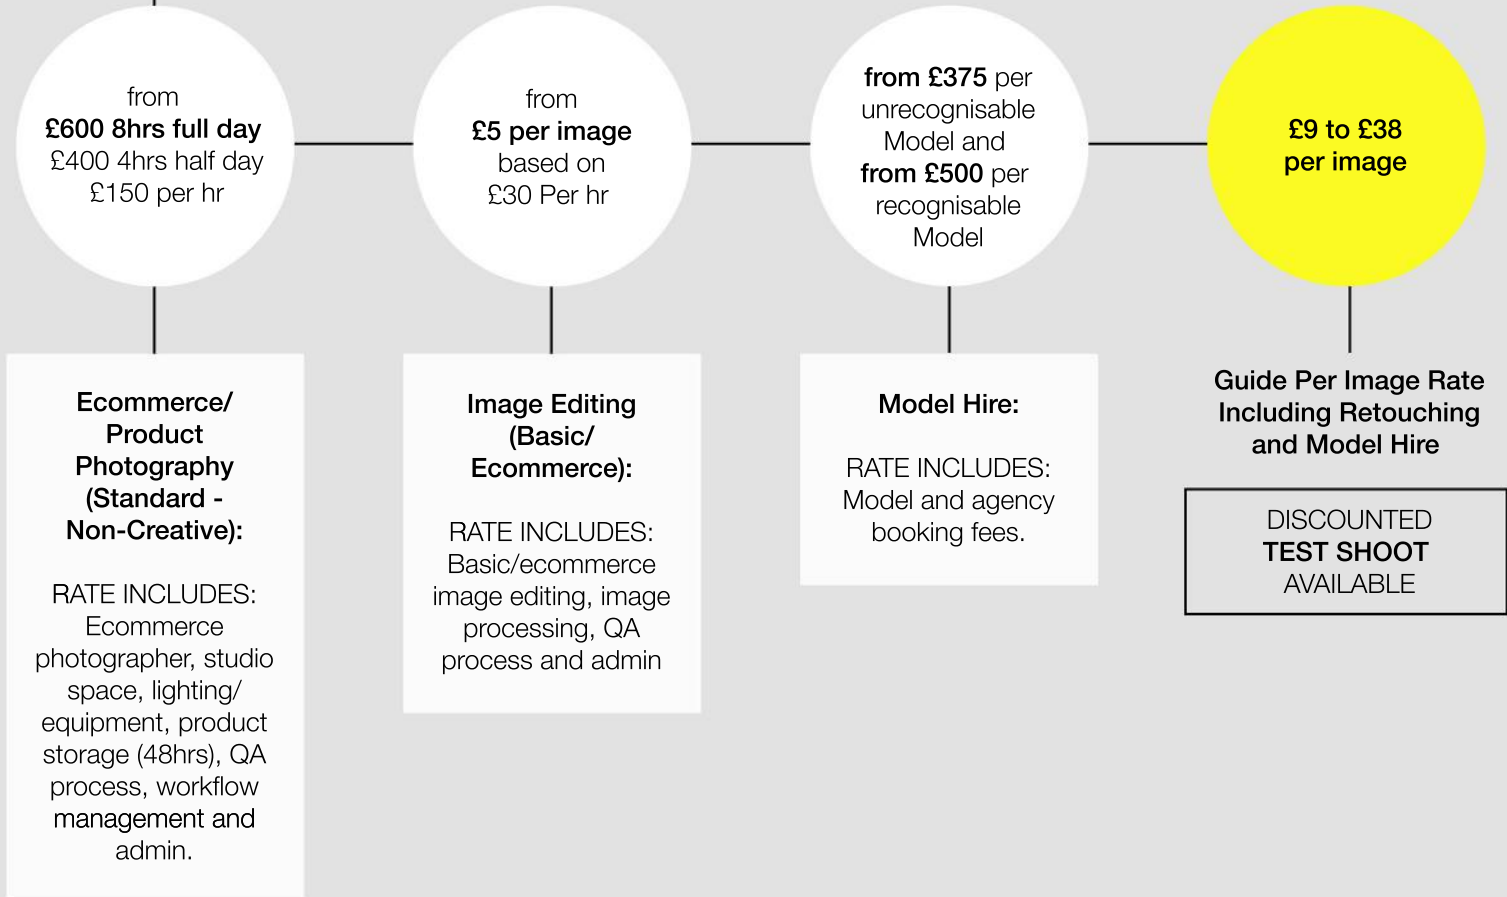 from
£600 8hrs full day
£400 4hrs half day
£150 per hr
from
£5 per image
based on
£30 Per hr
from £375 per
unrecognisable
Model and
from £500 per
recognisable
Model
£9 to £38
per image
Ecommerce/
Product
Photography
(Standard -
Non-Creative):
RATE INCLUDES:
Ecommerce
photographer, studio
space, lighting/
equipment, product
storage (48hrs), QA
process, workflow
management and
admin.
Image Editing
(Basic/
Ecommerce):
RATE INCLUDES:
Basic/ecommerce
image editing, image
processing, QA
process and admin
Model Hire:
RATE INCLUDES:
Model and agency
booking fees.
Guide Per Image Rate
Including Retouching
and Model Hire
DISCOUNTED
TEST SHOOT
AVAILABLE